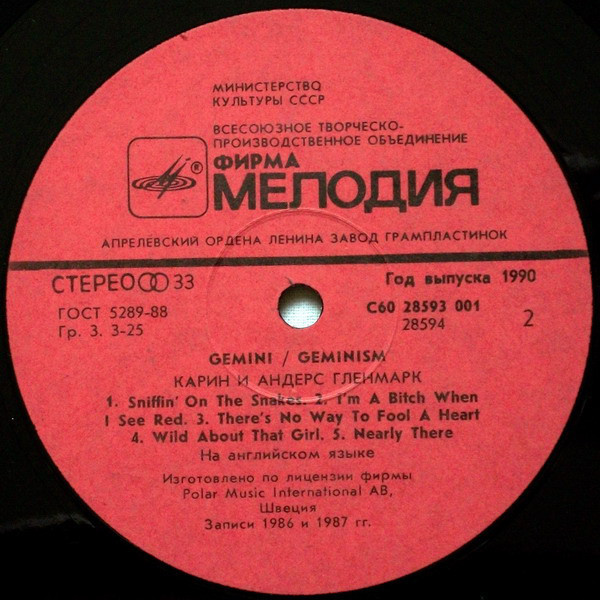 МИНИСТЕРСТВО
КУЛЬТУРЫ СССР
ВСЕСОЮЗНОЕ ТВОРЧЕСКО-
ПРОИЗВОДСТВЕННОЕ ОБЪЕДИНЕНИЕ
ФИРМА
®
МЕЛОДИЯ
АПРЕЛЕВСКИЙ ОРДЕНА ЛЕНИНА ЗАВОД ГРАМПЛАСТИНОК
СТЕРЕО 33
Год выпуска 1990
ГОСТ 5289-88
С60 28593 001
Гр. 3. 3-25
28594
2
GEMINI / GEMINISM
КАРИН И АНДЕРС ГЛЕНМАРК
1. Sniffin' On The Snakes. 2. I'm A Bitch When
I See Red. 3. There's No Way To Fool A Heart
4. Wild About That Girl. 5. Nearly There
На английском языке
Изготовлено по лицензии фирмы
Polar Music International AB,
Швеция
Записи 1986 и 1987 гг.